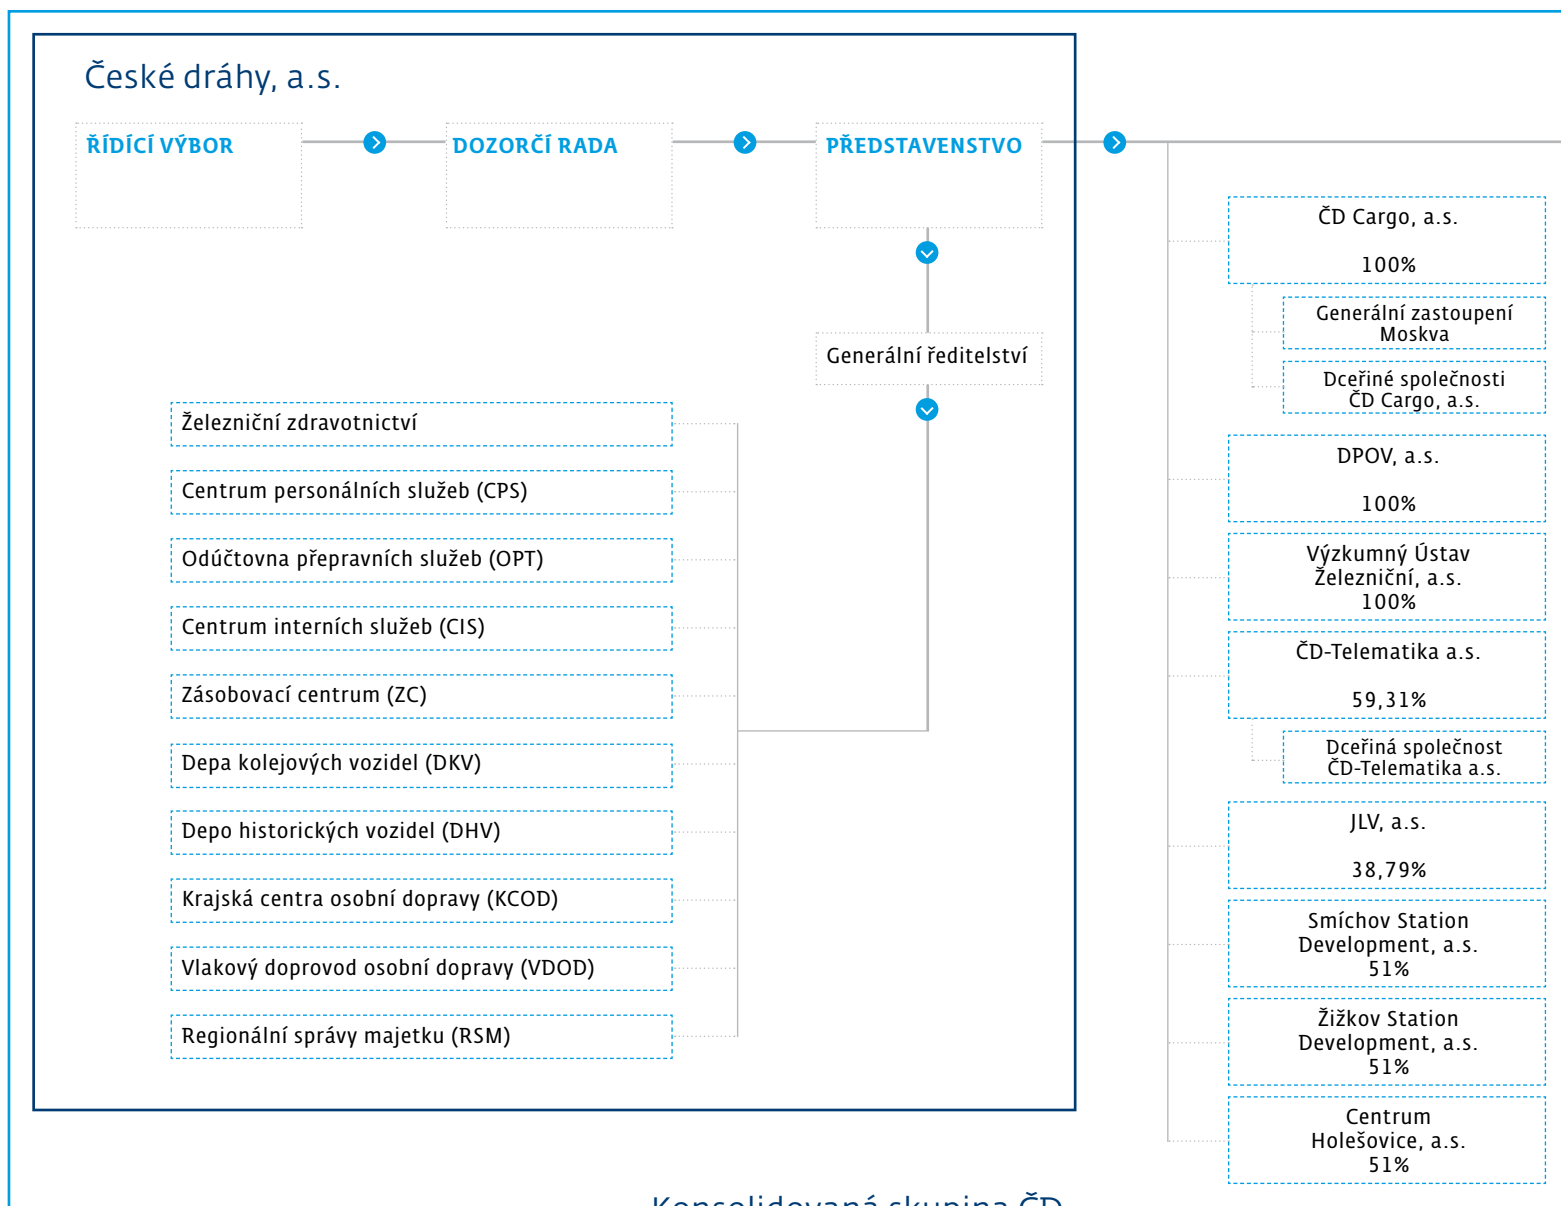 České dráhy, a.s.
ŘÍDÍCÍ VÝBOR
DOZORČÍ RADA
PŘEDSTAVENSTVO
Generální ředitelství
Železniční zdravotnictví
Centrum personálních služeb (CPS)
Odúčtovna přepravních služeb (OPT)
Centrum interních služeb (CIS)
Zásobovací centrum (ZC)
Depa kolejových vozidel (DKV)
Depo historických vozidel (DHV)
Krajská centra osobní dopravy (KCOD)
Vlakový doprovod osobní dopravy (VDOD)
Regionální správy majetku (RSM)
ČD Cargo, a.s.
100%
Generální zastoupení
Moskva
Dceřiné společnosti
ČD Cargo, a.s.
DPOV, a.s.
100%
Výzkumný Ústav
Železniční, a.s.
100%
ČD-Telematika a.s.
59,31%
Dceřiná společnost
ČD-Telematika a.s.
JLV, a.s.
38,79%
Smíchov Station
Development, a.s.
51%
Žižkov Station
Development, a.s.
51%
Centrum
Holešovice, a.s.
51%
Konsolidovaná skupina ČD